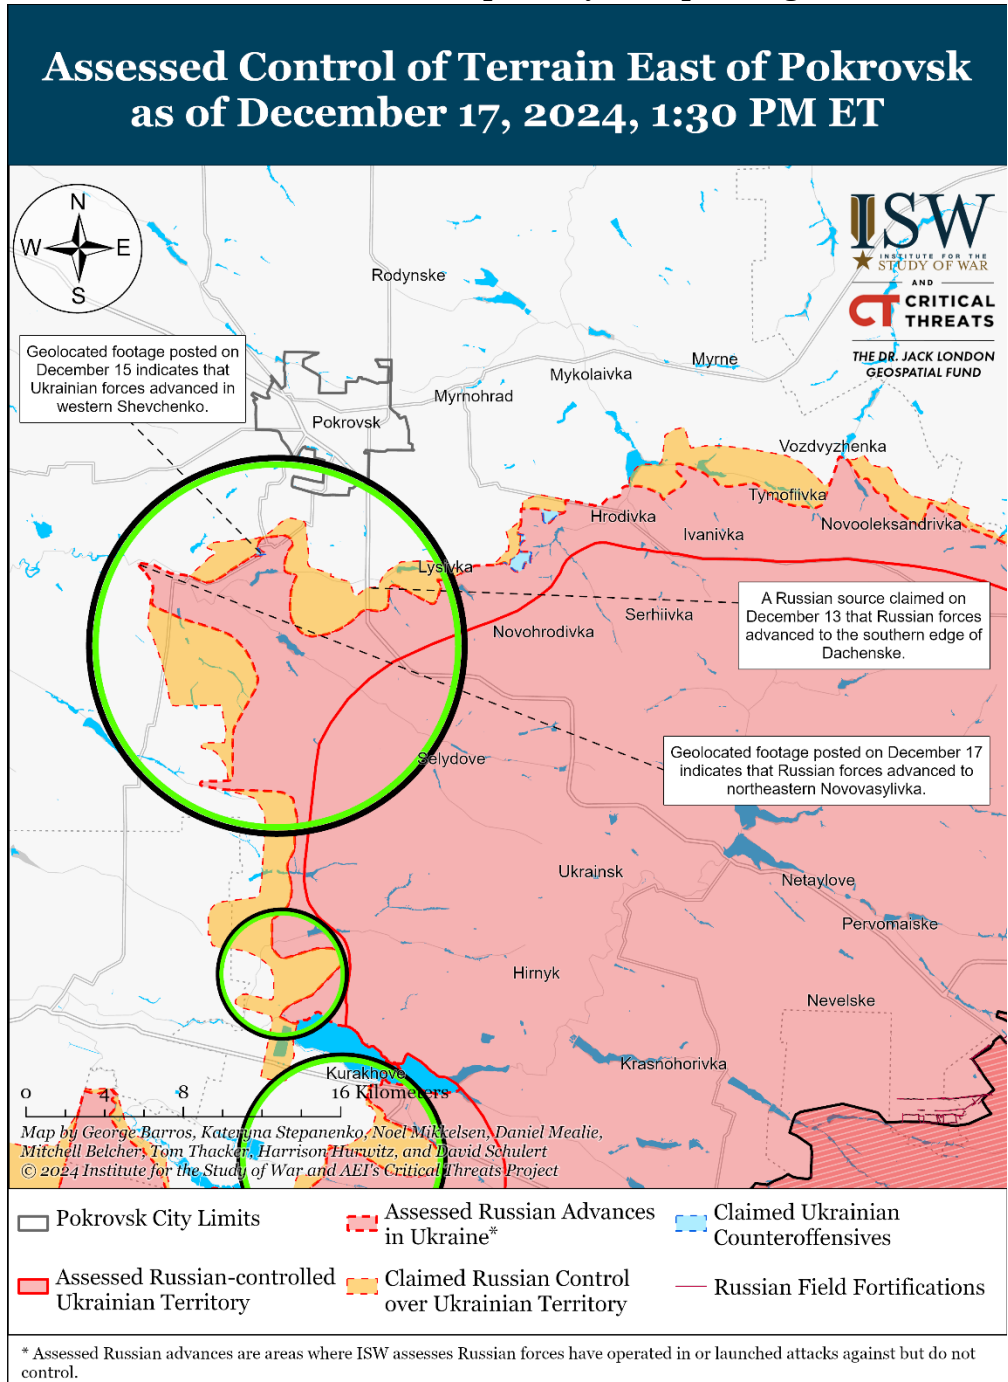 Assessed Control of Terrain East of Pokrovsk
as of December 17, 2024, 1:30 PM ET
N
W
E
S
ISW
INSTITUTE FOR THE
STUDY OF WAR
AND
CT CRITICAL
THREATS
THE DR. JACK LONDON
GEOSPATIAL FUND
Rodynske
Geolocated footage posted on
December 15 indicates that
Ukrainian forces advanced in
western Shevchenko.
Myrne
Mykolaivka
Myrnohrad
Pokrovsk
Vozdvyzhenka
Tymofiivka
Hrodivka
Novooleksandrivka
Ivanivka
Lysivka
A Russian source claimed on
December 13 that Russian forces
advanced to the southern edge of
Dachenske.
Serhiivka
Novohrodivka
Selydove
Geolocated footage posted on December 17
indicates that Russian forces advanced to
northeastern Novovasylivka.
Ukrainsk
Netaylove
Pervomaiske
Hirnyk
Nevelske
Krasnohorivka
Kurakhove
0 4 8 16 Kilometers
Map by George Barros, Kateryna Stepanenko, Noel Mikkelsen, Daniel Mealie,
Mitchell Belcher, Tom Thacker, Harrison Hurwitz, and David Schulert
© 2024 Institute for the Study of War and AEI's Critical Threats Project
Pokrovsk City Limits
Assessed Russian Advances
in Ukraine*
Claimed Ukrainian
Counteroffensives
Assessed Russian-controlled
Ukrainian Territory
Claimed Russian Control
over Ukrainian Territory
Russian Field Fortifications
* Assessed Russian advances are areas where ISW assesses Russian forces have operated in or launched attacks against but do not
control.